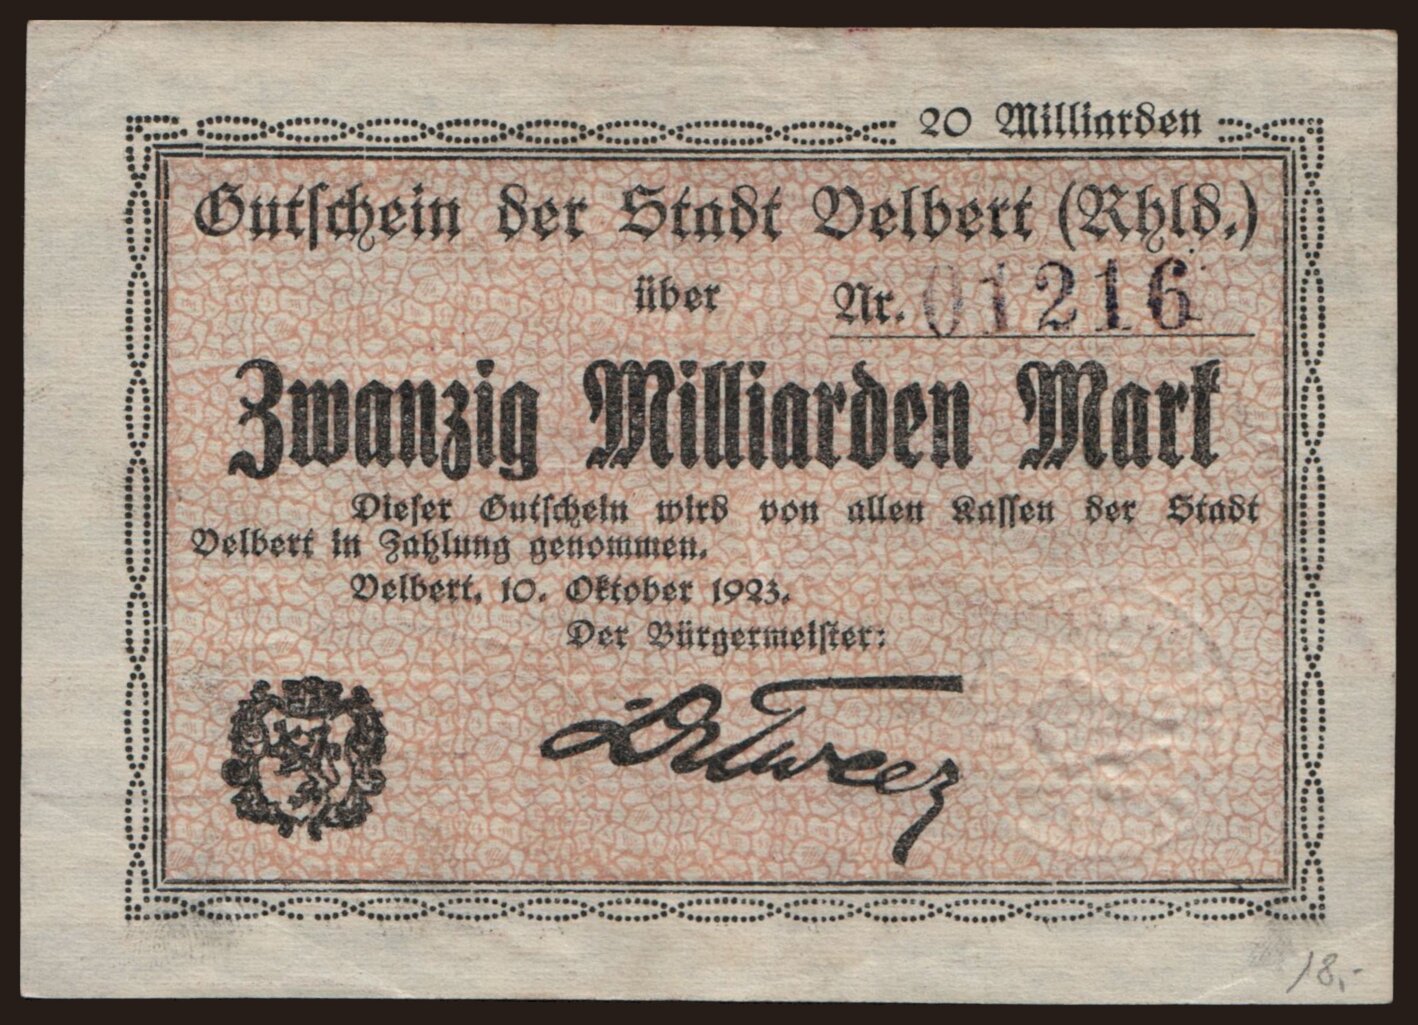 20 Milliarden
Gutschein der Stadt Velbert (Rhld.)
über Nr. 01216
Zwanzig Milliarden Mark
Dieser Gutschein wird von allen Kassen der Stadt
Velbert in Zahlung genommen.
Velbert, 10. Oktober 1923.
Der Bürgermeister:
18,-